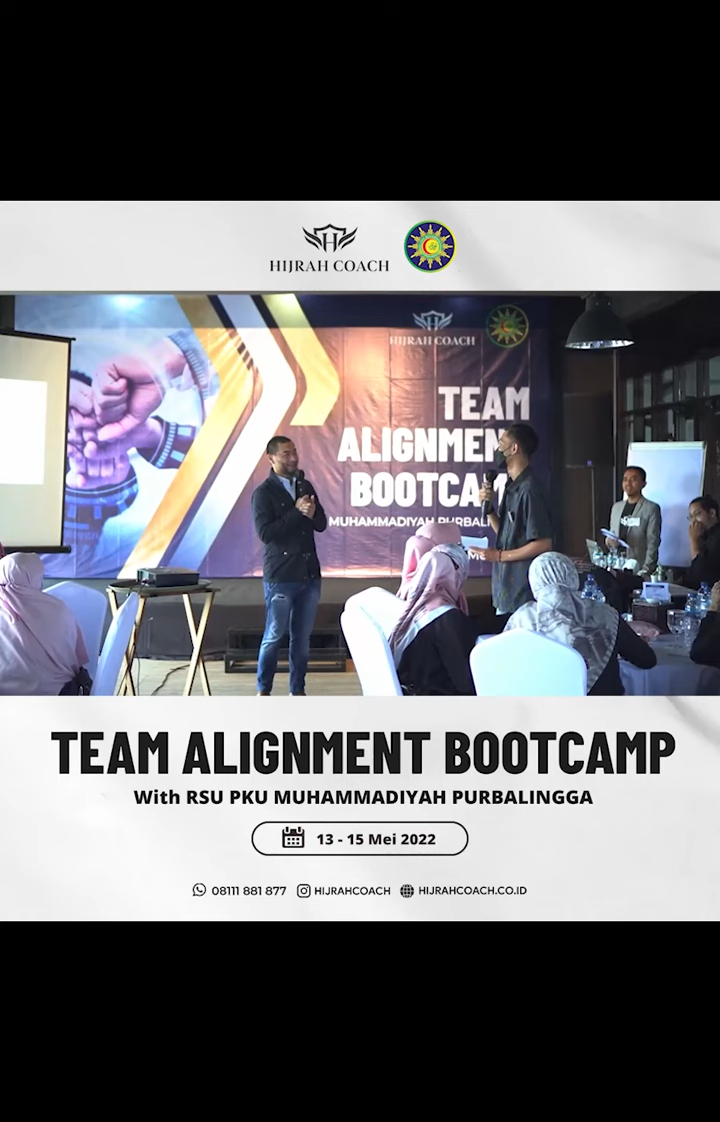 HIJRAH COACH
HIJRAH COACH
TEAM
ALIGNMEN
BOOTCAM
MUHAMMADIYAH PURBALI
TEAM ALIGNMENT BOOTCAMP
With RSU PKU MUHAMMADIYAH PURBALINGGA
13 - 15 Mei 2022
08111 881 877 HIJRAHCOACH HIJRAHCOACH.CO.ID